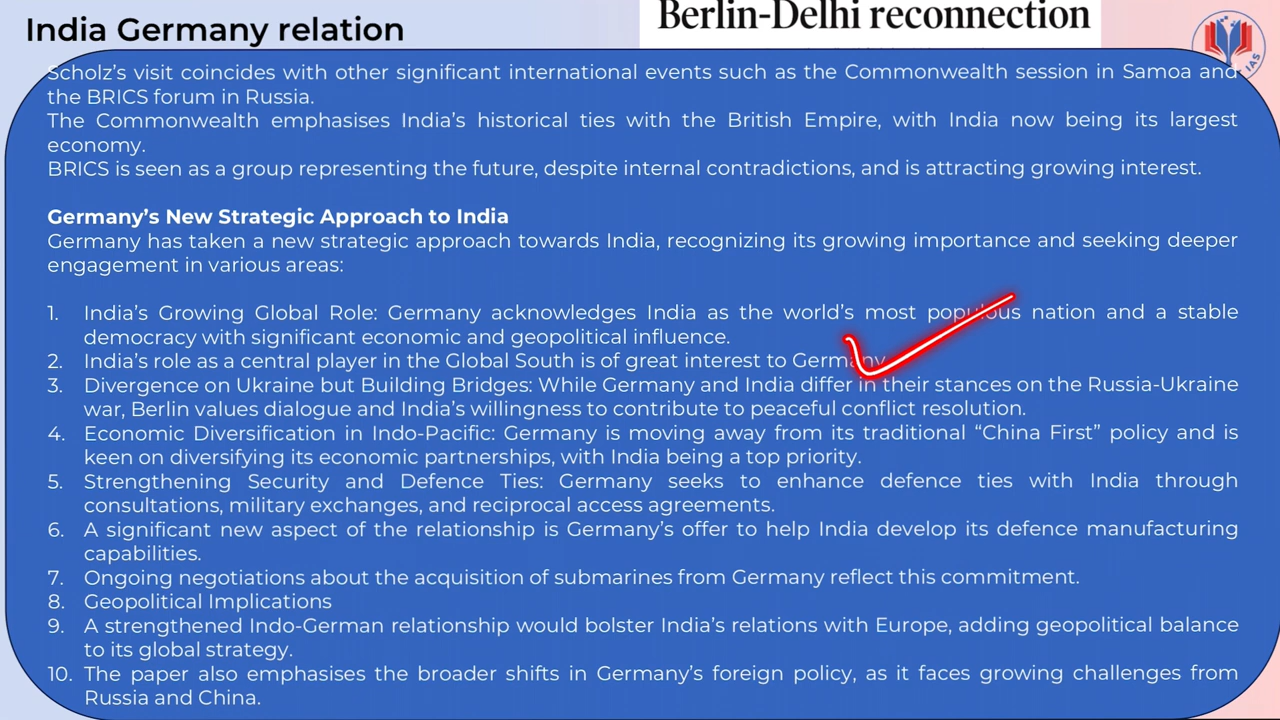 India Germany relation
Berlin-Delhi reconnection
IAS
Scholz's visit coincides with other significant international events such as the Commonwealth session in Samoa and
the BRICS forum in Russia.
The Commonwealth emphasises India's historical ties with the British Empire, with India now being its largest
economy.
BRICS is seen as a group representing the future, despite internal contradictions, and is attracting growing interest.
Germany's New Strategic Approach to India
Germany has taken a new strategic approach towards India, recognizing its growing importance and seeking deeper
engagement in various areas:
1. India's Growing Global Role: Germany acknowledges India as the world's most populous nation and a stable
democracy with significant economic and geopolitical influence.
2. India's role as a central player in the Global South is of great interest to Germany.
3. Divergence on Ukraine but Building Bridges: While Germany and India differ in their stances on the Russia-Ukraine
war, Berlin values dialogue and India's willingness to contribute to peaceful conflict resolution.
4. Economic Diversification in Indo-Pacific: Germany is moving away from its traditional “China First” policy and is
keen on diversifying its economic partnerships, with India being a top priority.
5. Strengthening Security and Defence Ties: Germany seeks to enhance defence ties with India through
consultations, military exchanges, and reciprocal access agreements.
6. A significant new aspect of the relationship is Germany's offer to help India develop its defence manufacturing
capabilities.
7. Ongoing negotiations about the acquisition of submarines from Germany reflect this commitment.
8. Geopolitical Implications
9. A strengthened Indo-German relationship would bolster India's relations with Europe, adding geopolitical balance
to its global strategy.
10. The paper also emphasises the broader shifts in Germany's foreign policy, as it faces growing challenges from
Russia and China.